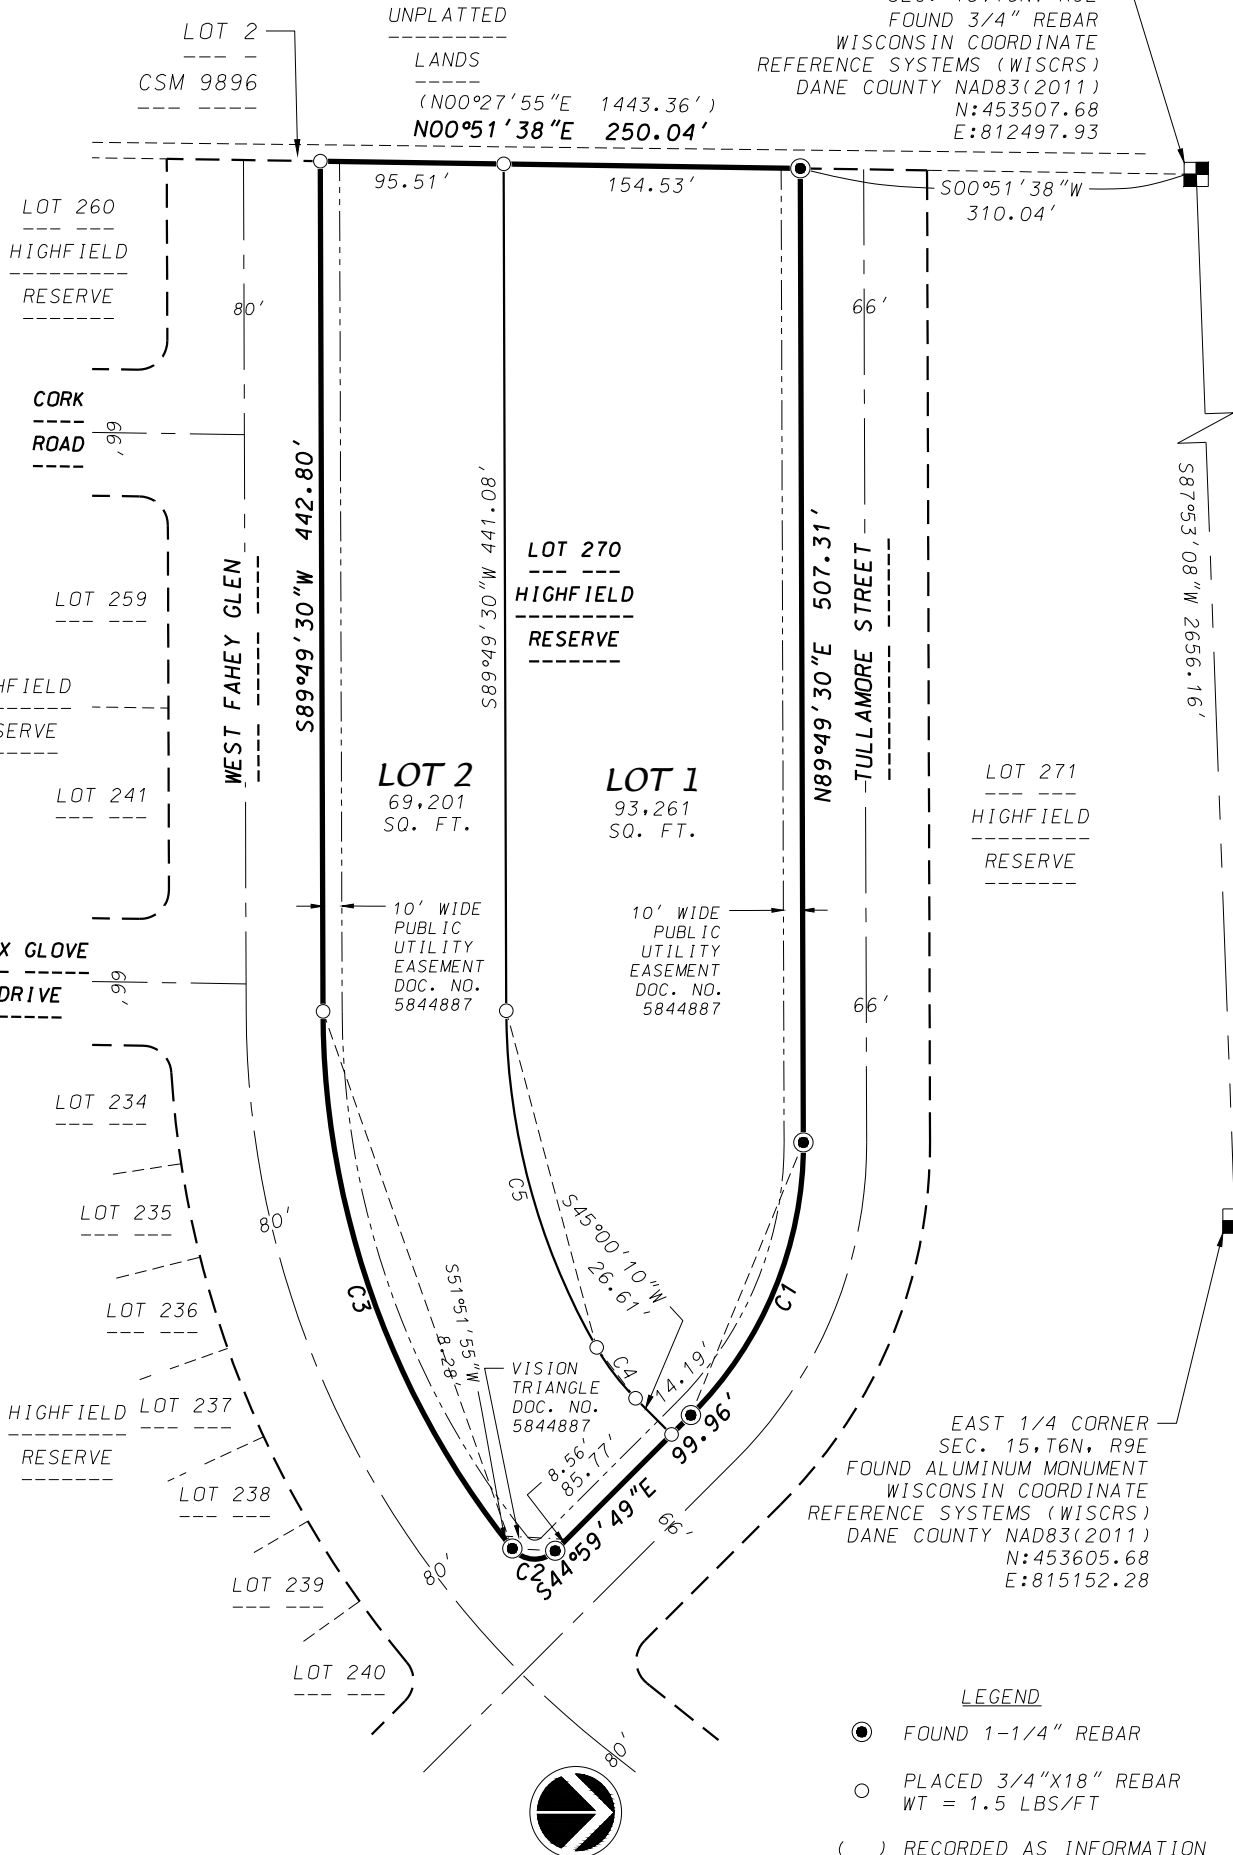 UNPLATTED
LANDS
(N00°27'55"E 1443.36')
N00°51'38"E 250.04'
LOT 2
CSM 9896
FOUND 3/4" REBAR
WISCONSIN COORDINATE
REFERENCE SYSTEMS (WISCRS)
DANE COUNTY NAD83(2011)
N:453507.68
E:812497.93
95.51'
154.53'
S00°51'38"W
310.04'
LOT 260
HIGHFIELD
RESERVE
80'
66'
CORK
ROAD
66'
S89°49'30"W 442.80'
S89°49'30"W 441.08'
LOT 270
HIGHFIELD
RESERVE
N89°49'30"E 507.31'
TULLAMORE STREET
S87°53'08"W 2656.16'
LOT 259
WEST FAHEY GLEN
LOT 241
LOT 2
69,201
SQ. FT.
LOT 1
93,261
SQ. FT.
LOT 271
HIGHFIELD
RESERVE
10' WIDE
PUBLIC
UTILITY
EASEMENT
DOC. NO.
5844887
10' WIDE
PUBLIC
UTILITY
EASEMENT
DOC. NO.
5844887
GLOVE
DRIVE
66'
66'
LOT 234
LOT 235
LOT 236
LOT 237
HIGHFIELD
RESERVE
LOT 238
LOT 239
LOT 240
80'
C3
C5
S45°00'10"W
26.61'
C1
S51°51'55"W
8.28'
VISION
TRIANGLE
DOC. NO.
5844887
C4
14.19'
99.96'
8.56'
85.77'
S44°59'49"E
C2
66'
80'
80'
EAST 1/4 CORNER
SEC. 15,T6N, R9E
FOUND ALUMINUM MONUMENT
WISCONSIN COORDINATE
REFERENCE SYSTEMS (WISCRS)
DANE COUNTY NAD83(2011)
N:453605.68
E:815152.28
LEGEND
FOUND 1-1/4" REBAR
PLACED 3/4"X18" REBAR
WT = 1.5 LBS/FT
( ) RECORDED AS INFORMATION